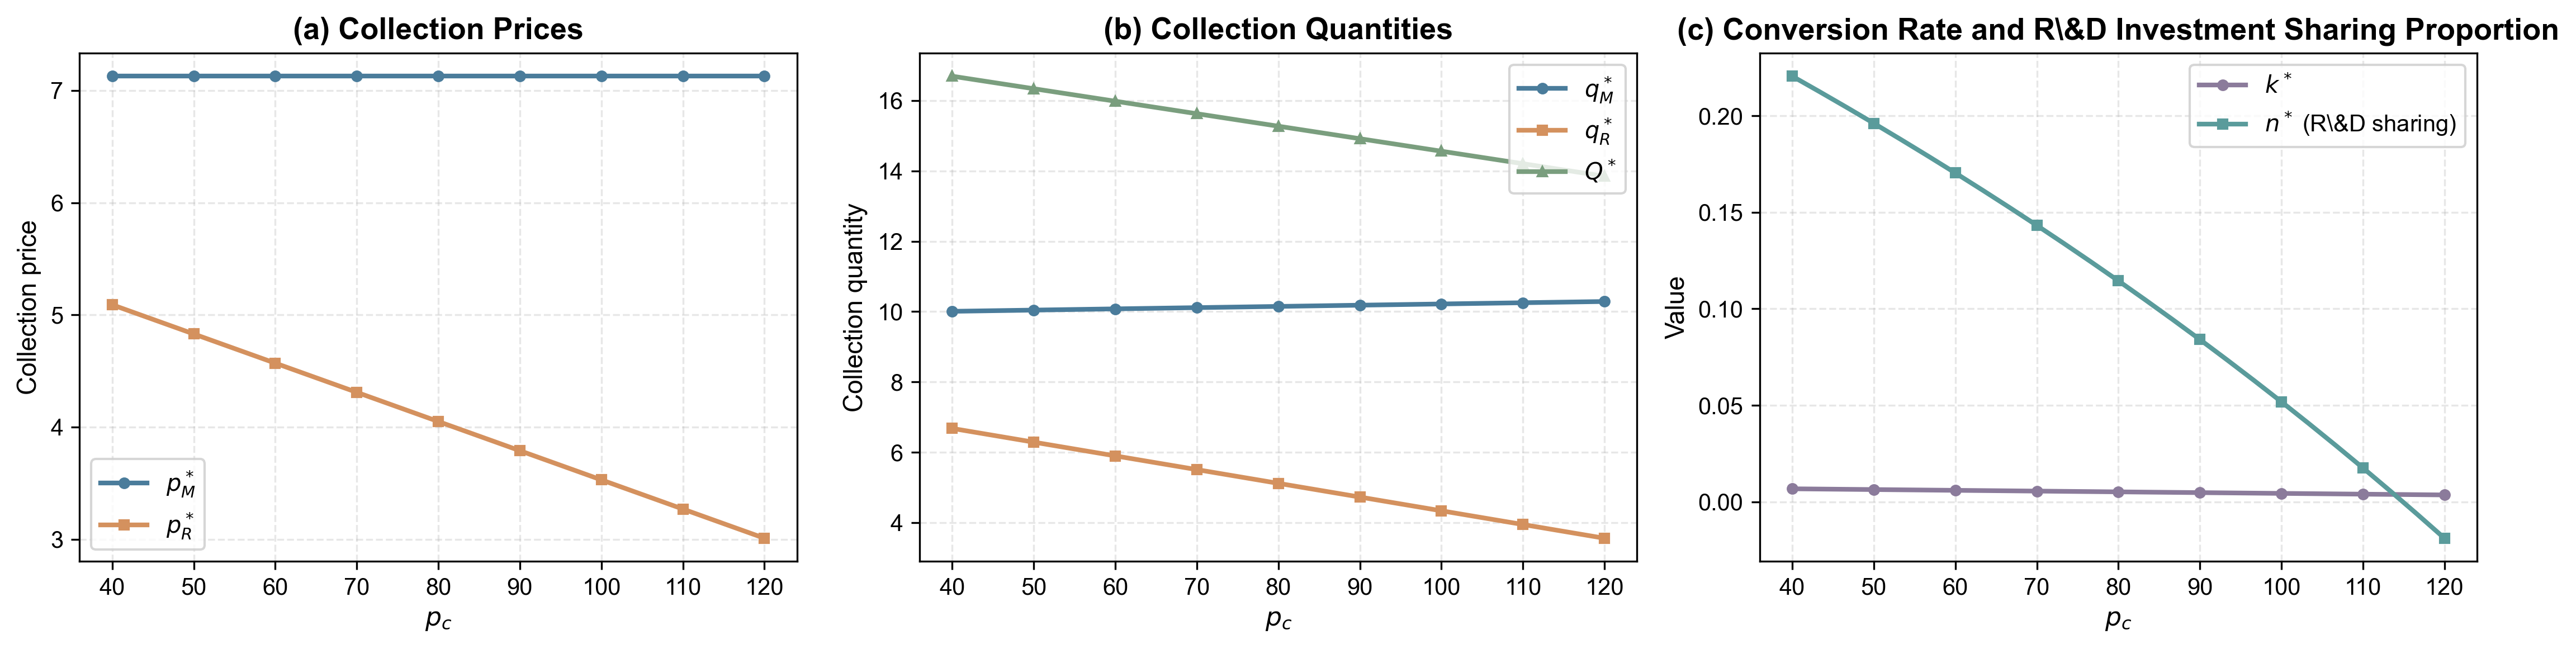 (a) Collection Prices
Collection price
7
6
5
4
3
p*M
p*R
40 50 60 70 80 90 100 110 120
pc
(b) Collection Quantities
Collection quantity
16
14
12
10
8
6
4
q*M
q*R
Q*
40 50 60 70 80 90 100 110 120
pc
(c) Conversion Rate and R\&D Investment Sharing Proportion
Value
0.20
0.15
0.10
0.05
0.00
k*
n* (R\&D sharing)
40 50 60 70 80 90 100 110 120
pc